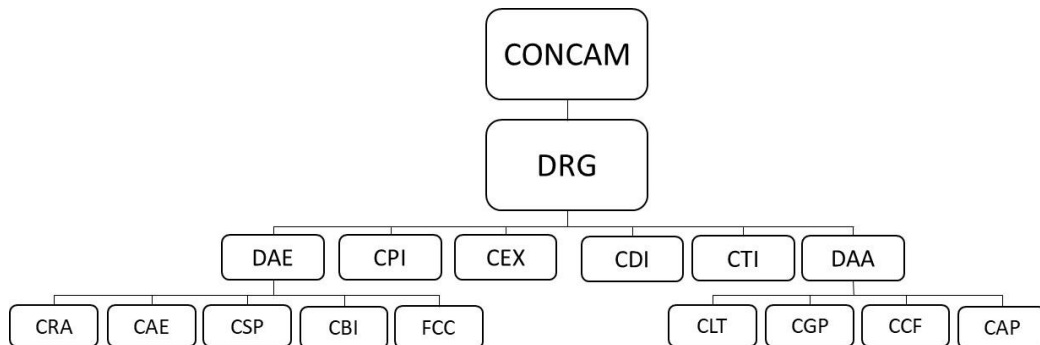 CONCAM
DRG
DAE CPI CEX CDI CTI DAA
CRA CAE CSP CBI FCC CLT CGP CCF CAP